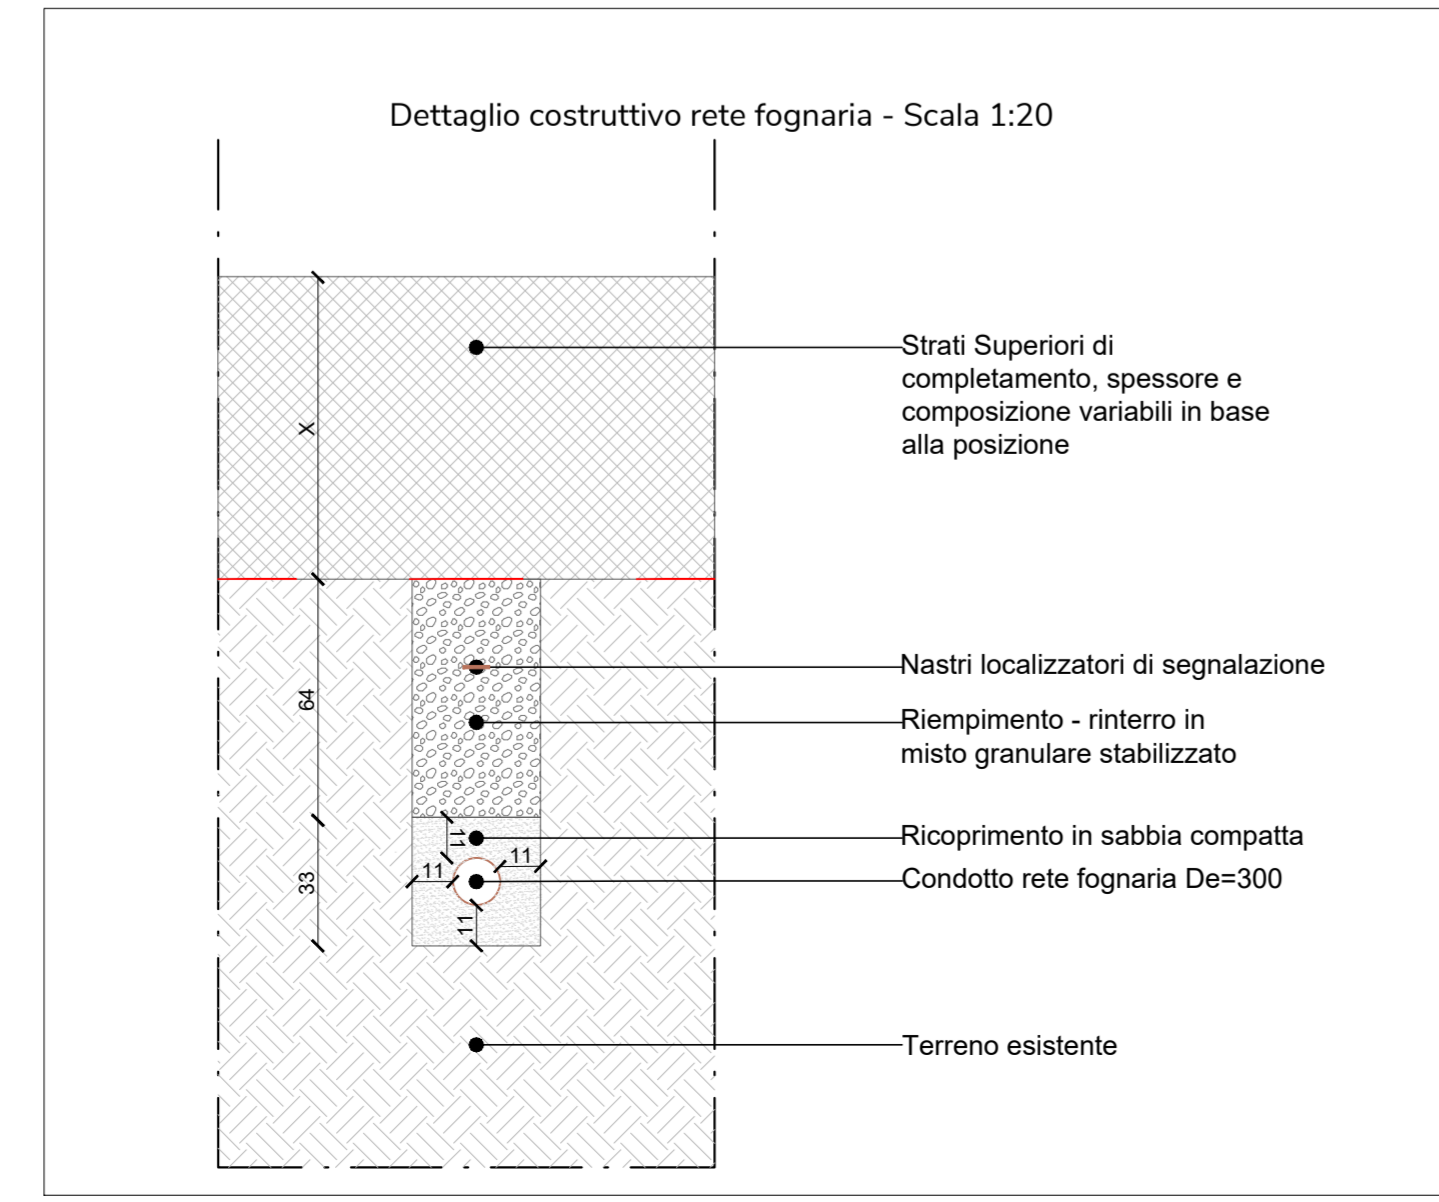 Dettaglio costruttivo rete fognaria - Scala 1:20
Strati Superiori di
completamento, spessore e
composizione variabili in base
alla posizione
X
Nastri localizzatori di segnalazione
64
Riempimento - rinterro in
misto granulare stabilizzato
11
Ricoprimento in sabbia compatta
11
11
33
Condotto rete fognaria De=300
11
Terreno esistente